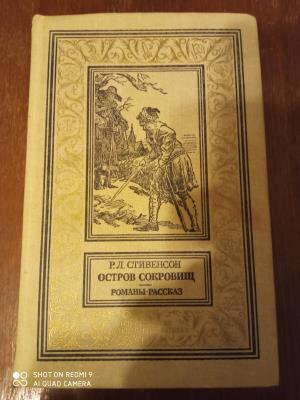 Р.Л. СТИВЕНСОН
ОСТРОВ СОКРОВИЩ
РОМАНЫ·РАССКАЗ
SHOT ON REDMI 9
AI QUAD CAMERA